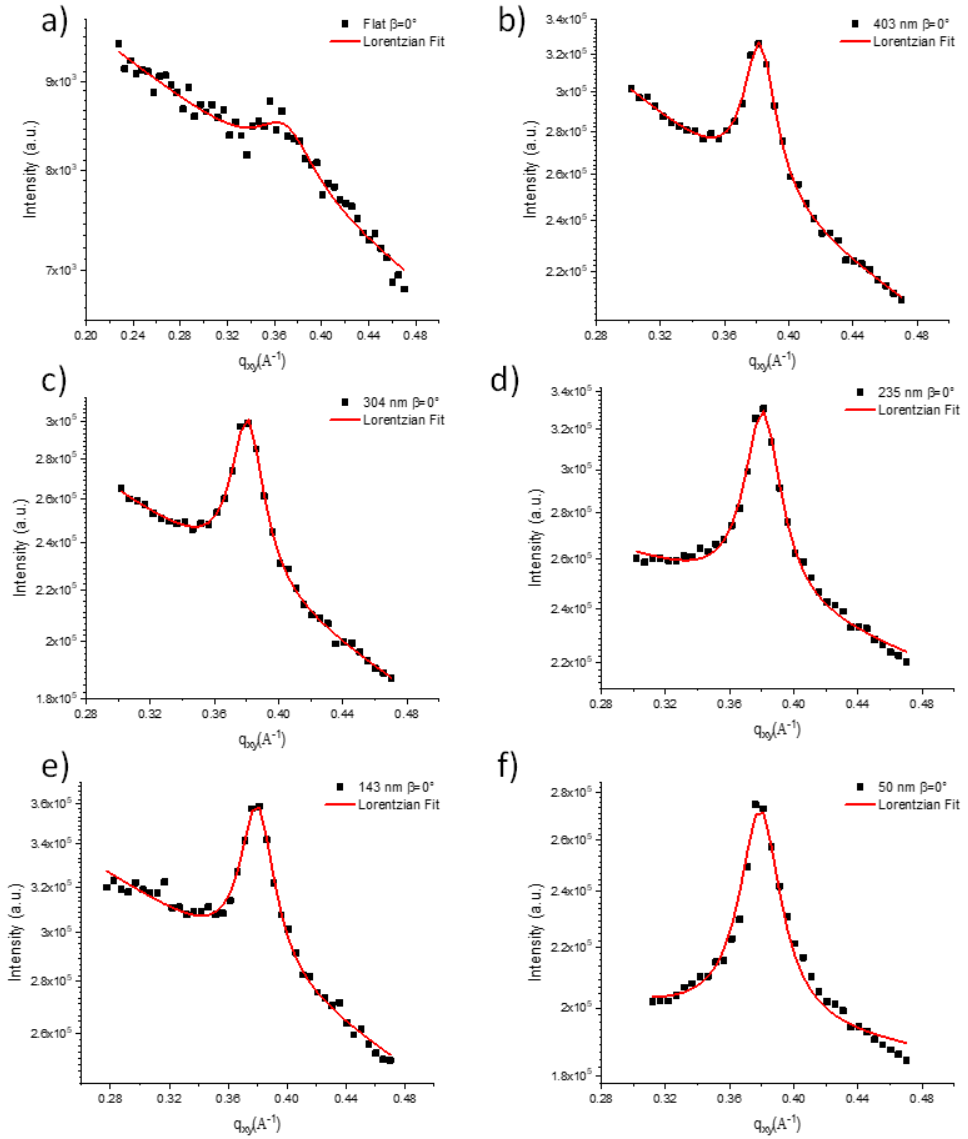 a)
Flat β=0°
Lorentzian Fit
9x10³
8x10³
7x10³
Intensity (a.u.)
0.20 0.24 0.28 0.32 0.36 0.40 0.44 0.48
qxy(A⁻¹)
b)
403 nm β=0°
Lorentzian Fit
3.2x10⁵
3x10⁵
2.8x10⁵
2.6x10⁵
2.4x10⁵
2.2x10⁵
Intensity (a.u.)
0.28 0.32 0.36 0.40 0.44 0.48
qxy(A⁻¹)
c)
304 nm β=0°
Lorentzian Fit
3x10⁵
2.8x10⁵
2.6x10⁵
2.4x10⁵
2.2x10⁵
2x10⁵
1.8x10⁵
Intensity (a.u.)
0.28 0.32 0.36 0.40 0.44 0.48
qxy(A⁻¹)
d)
235 nm β=0°
Lorentzian Fit
3.4x10⁵
3.2x10⁵
3x10⁵
2.8x10⁵
2.6x10⁵
2.4x10⁵
2.2x10⁵
Intensity (a.u.)
0.28 0.32 0.36 0.40 0.44 0.48
qxy(A⁻¹)
e)
143 nm β=0°
Lorentzian Fit
3.6x10⁵
3.4x10⁵
3.2x10⁵
3x10⁵
2.8x10⁵
2.6x10⁵
Intensity (a.u.)
0.28 0.32 0.36 0.40 0.44 0.48
qxy(A⁻¹)
f)
50 nm β=0°
Lorentzian Fit
2.8x10⁵
2.6x10⁵
2.4x10⁵
2.2x10⁵
2x10⁵
1.8x10⁵
Intensity (a.u.)
0.28 0.32 0.36 0.40 0.44 0.48
qxy(A⁻¹)